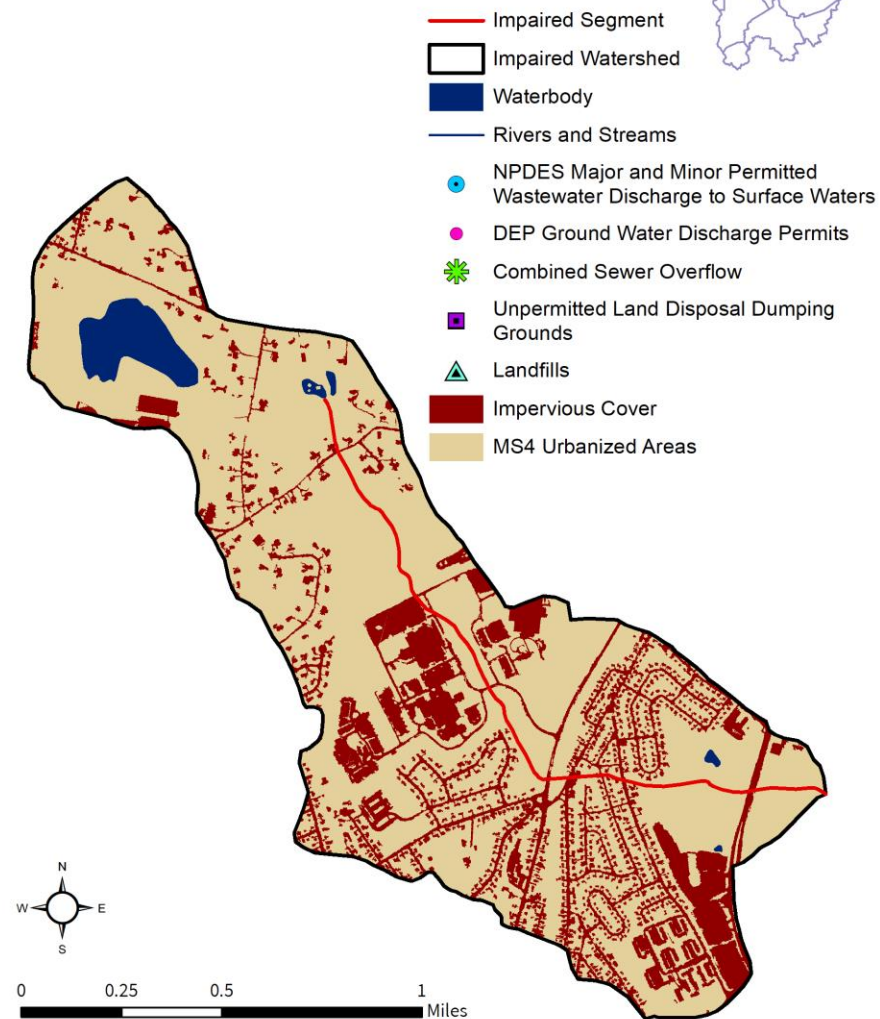 Impaired Segment
Impaired Watershed
Waterbody
Rivers and Streams
NPDES Major and Minor Permitted
Wastewater Discharge to Surface Waters
DEP Ground Water Discharge Permits
Combined Sewer Overflow
Unpermitted Land Disposal Dumping
Grounds
Landfills
Impervious Cover
MS4 Urbanized Areas
N
W E
S
0 0.25 0.5 1
Miles